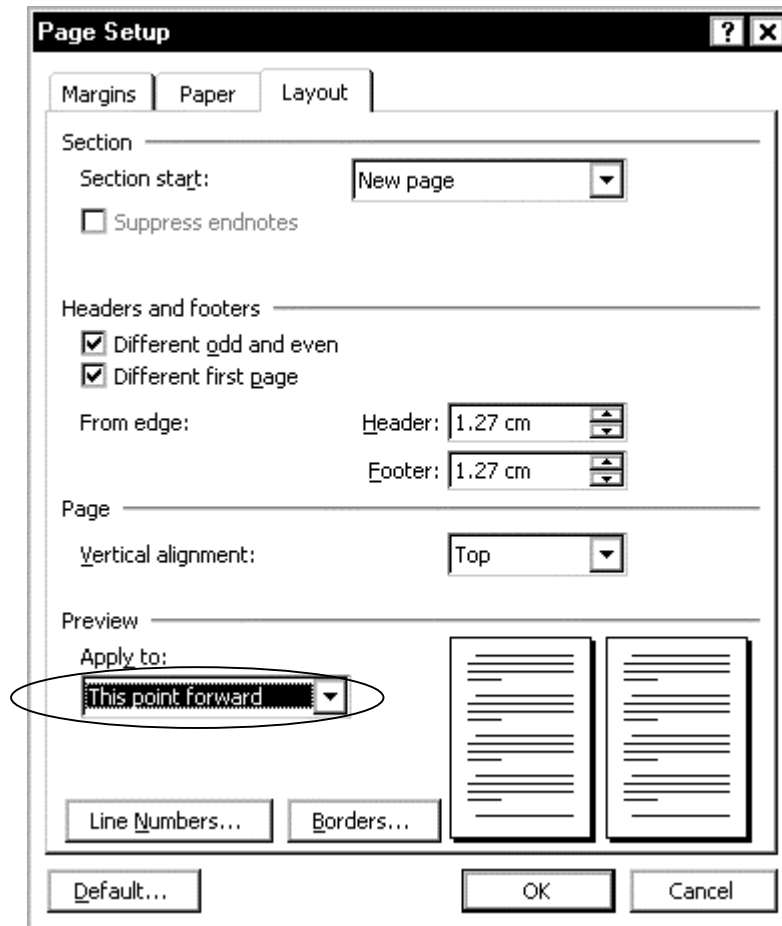 Page Setup ? X
Margins Paper Layout
Section
Section start: New page
Suppress endnotes
Headers and footers
Different odd and even
Different first page
From edge: Header: 1.27 cm
Footer: 1.27 cm
Page
Vertical alignment: Top
Preview
Apply to:
This point forward
Line Numbers... Borders...
Default... OK Cancel